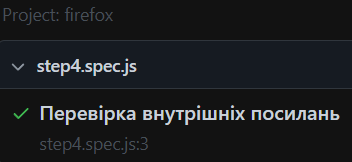 Project: firefox
step4.spec.js
Перевірка внутрішніх посилань
step4.spec.js:3